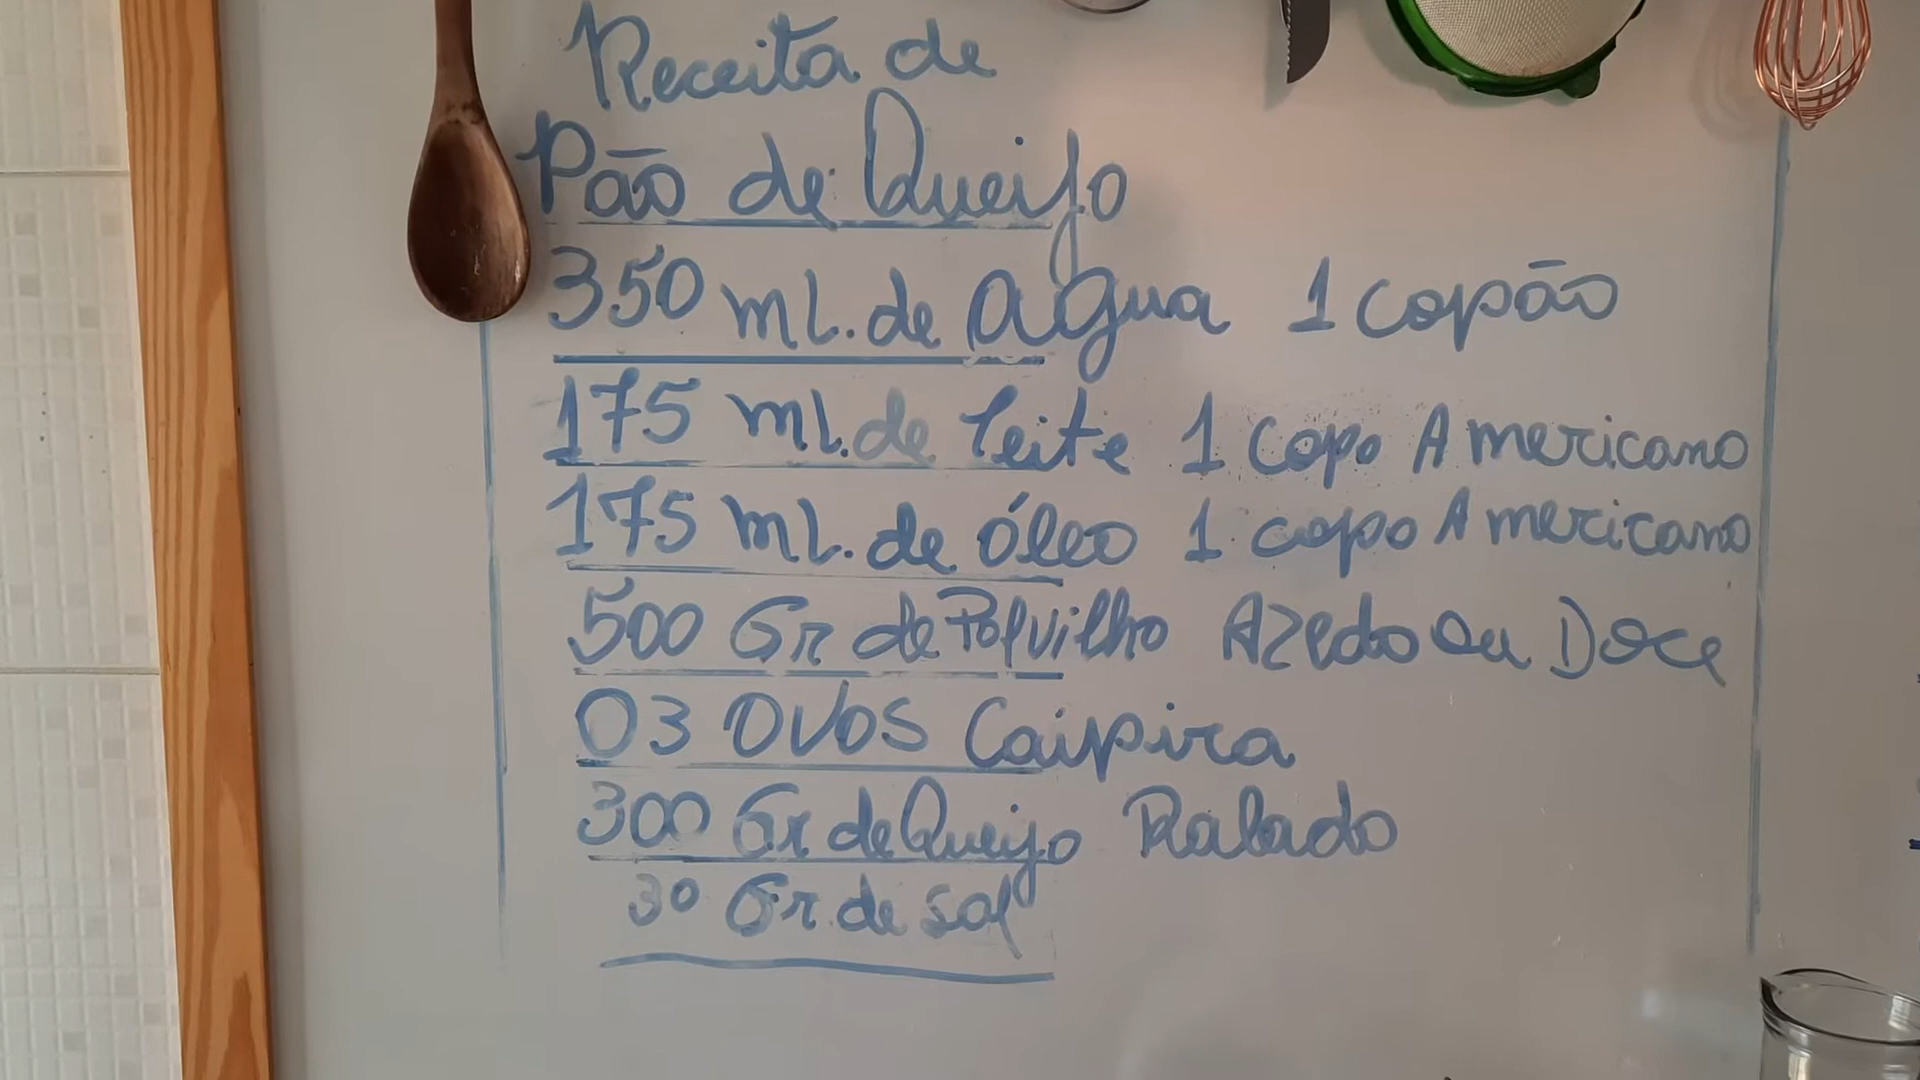 Receita de
Pão de Queijo
350 ml. de agua 1 copão
175 ml. de leite 1 copo Americano
175 ml. de óleo 1 copo Americano
500 Gr de Polvilho Azedo ou Doce
03 OVOS Caipira
300 Gr de Queijo Ralado
30 Gr. de sal